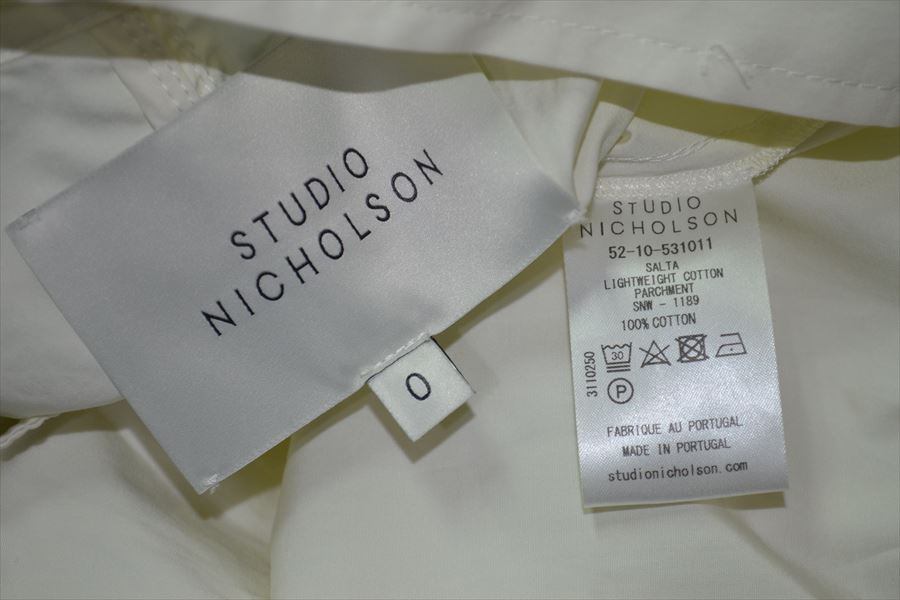 STUDIO
NICHOLSON
0
STUDIO
NICHOLSON
52-10-531011
SALTA
LIGHTWEIGHT COTTON
PARCHMENT
SNW - 1189
100% COTTON
3110250
30
P
FABRIQUE AU PORTUGAL
MADE IN PORTUGAL
studionicholson.com